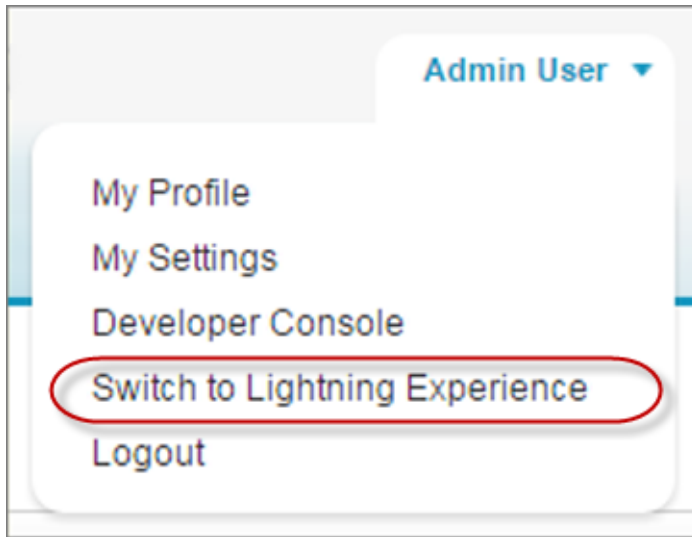 Admin User
My Profile
My Settings
Developer Console
Switch to Lightning Experience
Logout